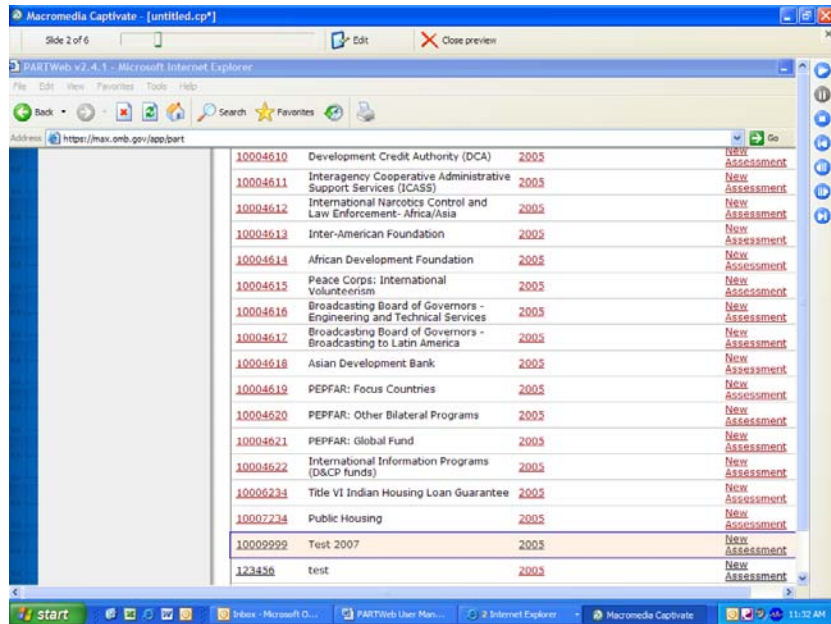 Macromedia Captivate - [untitled.cp*]
Slide 2 of 6 Edit Close preview
PARTWeb v2.4.1 - Microsoft Internet Explorer
File Edit View Favorites Tools Help
Back Search Favorites
Address https://max.omb.gov/app/part Go
10004610 Development Credit Authority (DCA) 2005 New Assessment
10004611 Interagency Cooperative Administrative 2005 New
Support Services (ICASS) Assessment
10004612 International Narcotics Control and 2005 New
Law Enforcement- Africa/Asia Assessment
10004613 Inter-American Foundation 2005 New
Assessment
10004614 African Development Foundation 2005 New
Assessment
10004615 Peace Corps: International 2005 New
Volunteerism Assessment
10004616 Broadcasting Board of Governors - 2005 New
Engineering and Technical Services Assessment
10004617 Broadcasting Board of Governors - 2005 New
Broadcasting to Latin America Assessment
10004618 Asian Development Bank 2005 New
Assessment
10004619 PEPFAR: Focus Countries 2005 New
Assessment
10004620 PEPFAR: Other Bilateral Programs 2005 New
Assessment
10004621 PEPFAR: Global Fund 2005 New
Assessment
10004622 International Information Programs 2005 New
(D&CP funds) Assessment
10006234 Title VI Indian Housing Loan Guarantee 2005 New
Assessment
10007234 Public Housing 2005 New
Assessment
10009999 Test 2007 2005 New
Assessment
123456 test 2005 New
Assessment
start Inbox - Microsoft O... PARTWeb User Man... 2 Internet Explorer Macromedia Captivate 11:32 AM